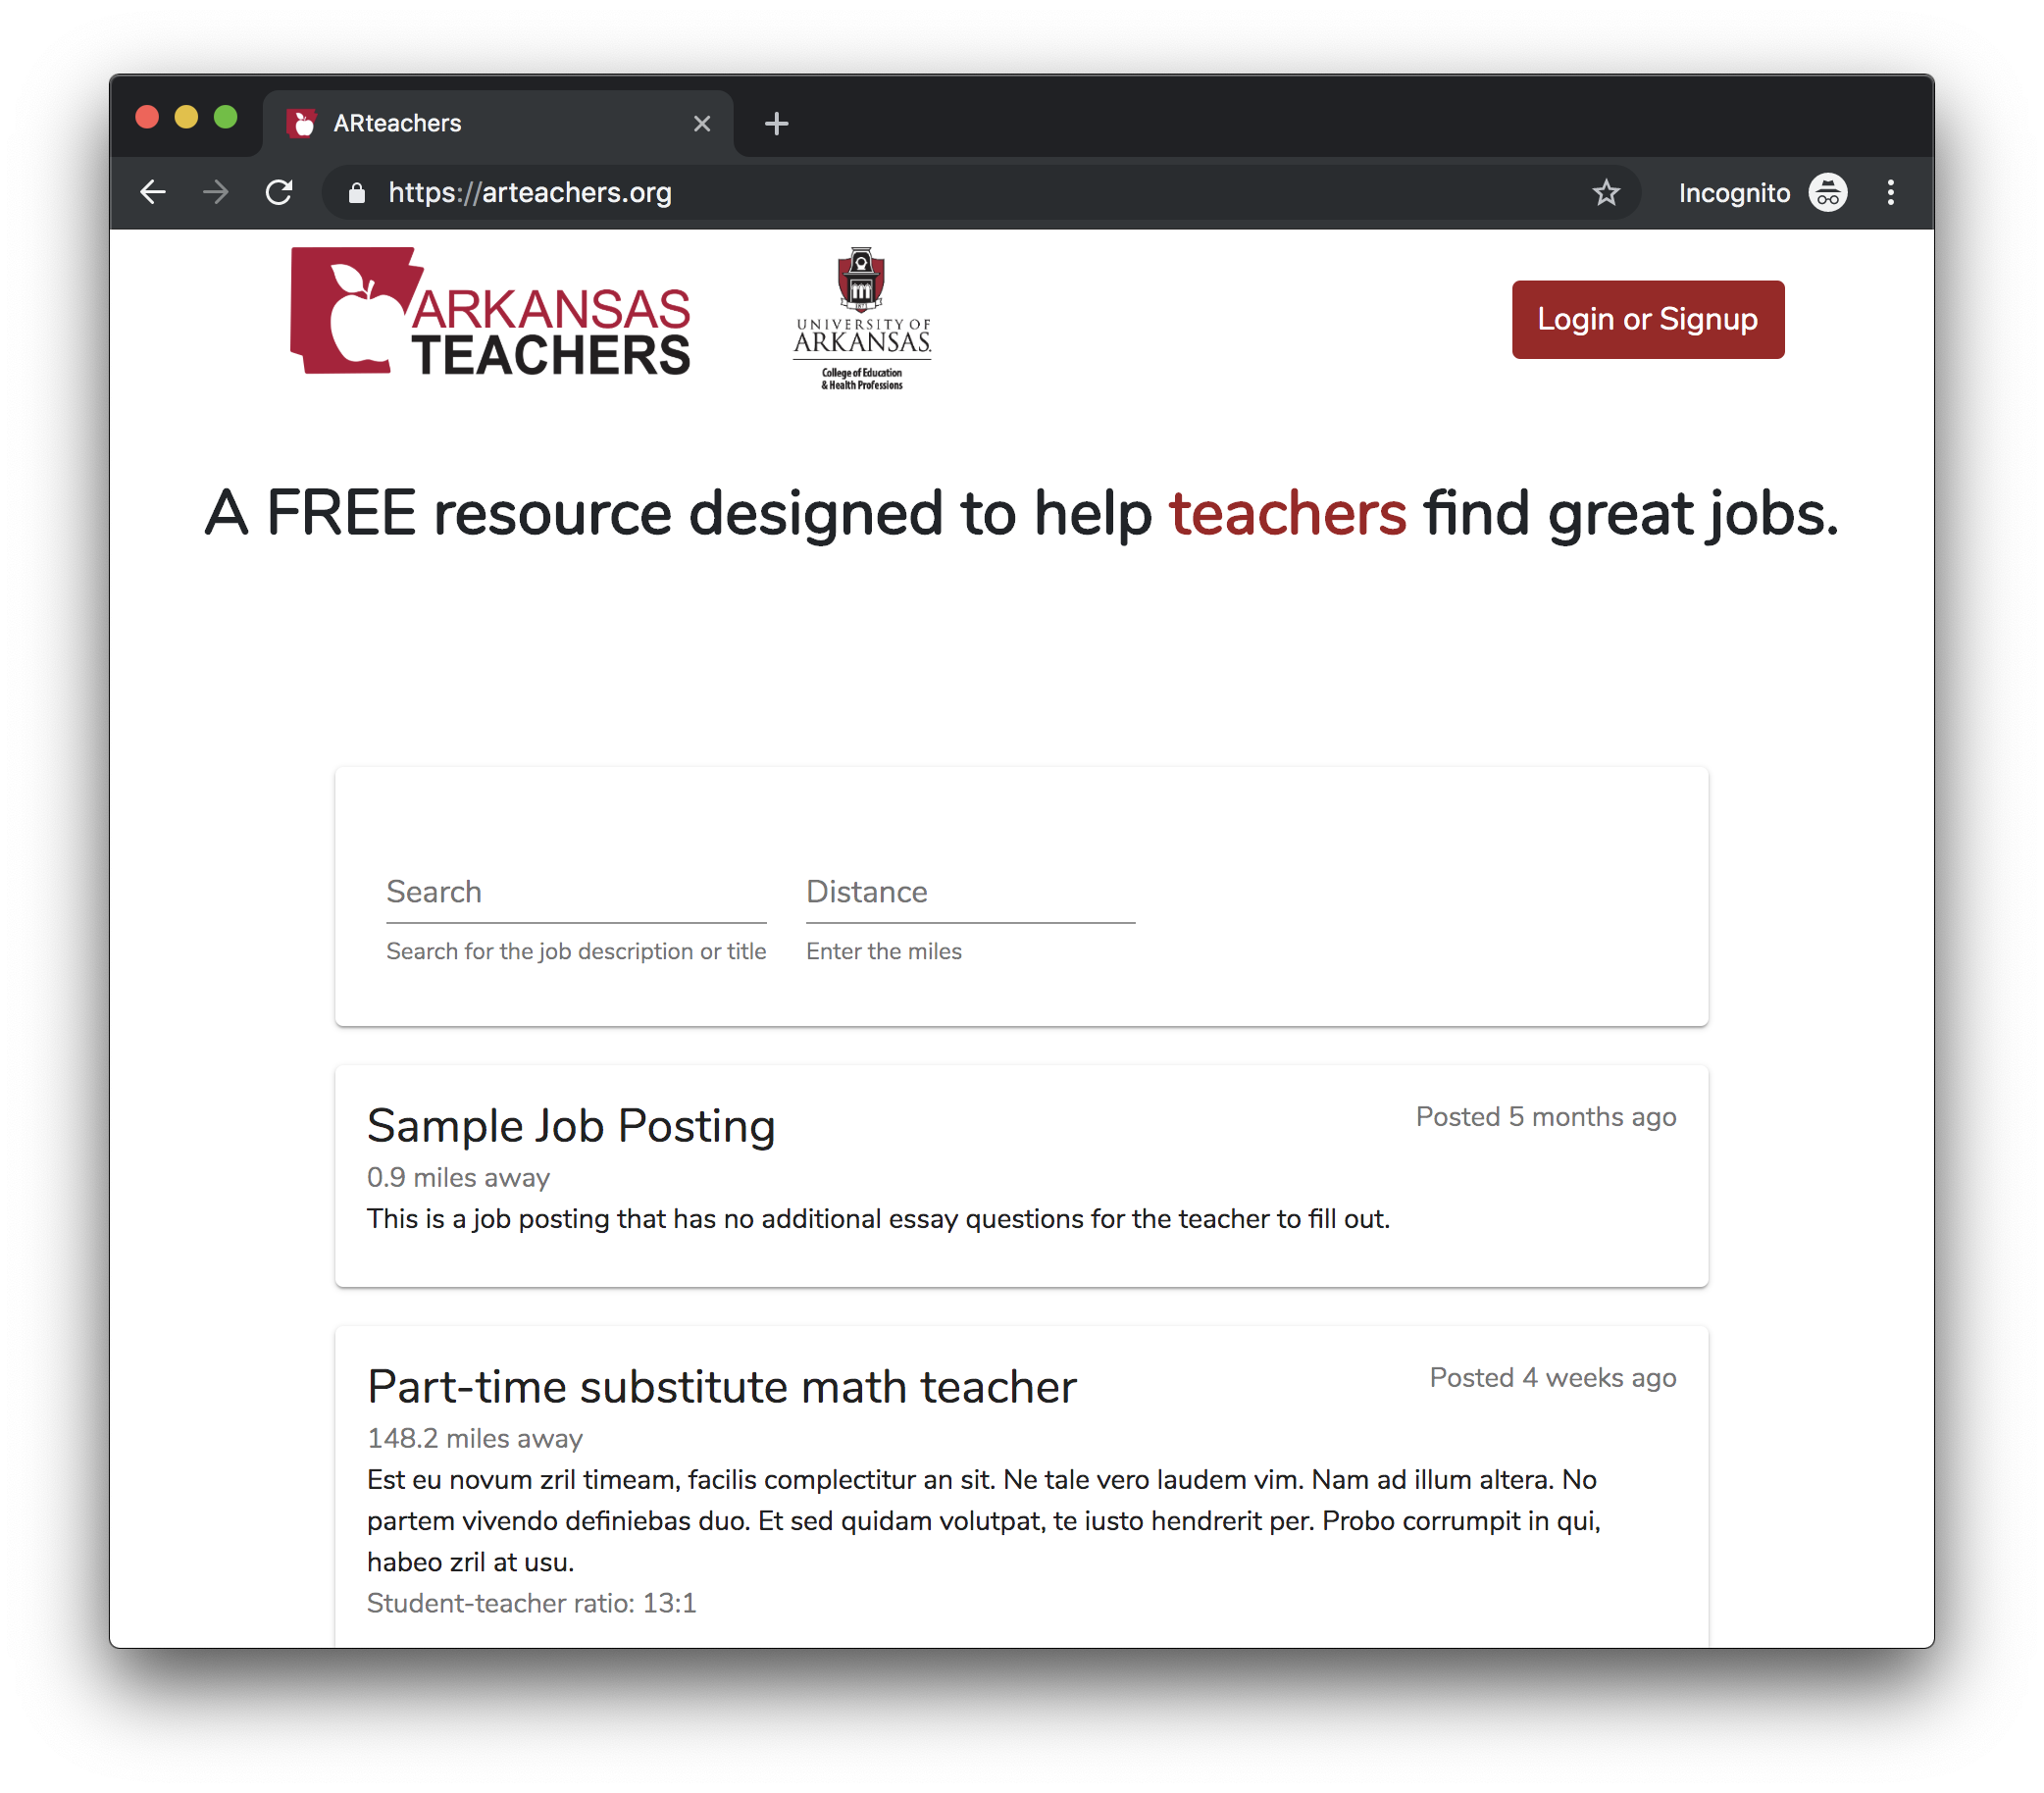 ARteachers
https://arteachers.org
Incognito
ARKANSAS
TEACHERS
UNIVERSITY OF
ARKANSAS.
College of Education
& Health Professions
Login or Signup
A FREE resource designed to help teachers find great jobs.
Search
Distance
Search for the job description or title
Enter the miles
Sample Job Posting
Posted 5 months ago
0.9 miles away
This is a job posting that has no additional essay questions for the teacher to fill out.
Part-time substitute math teacher
Posted 4 weeks ago
148.2 miles away
Est eu novum zril timeam, facilis complectitur an sit. Ne tale vero laudem vim. Nam ad illum altera. No
partem vivendo definiebas duo. Et sed quidam volutpat, te iusto hendrerit per. Probo corrumpit in qui,
habeo zril at usu.
Student-teacher ratio: 13:1